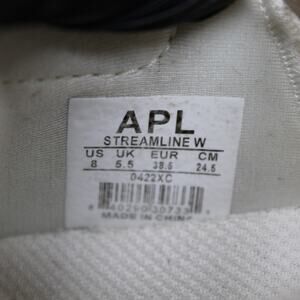 APL
STREAMLINE W
US UK EUR CM
8 5.5 38.5 24.5
0422XC
MADE IN CHINA